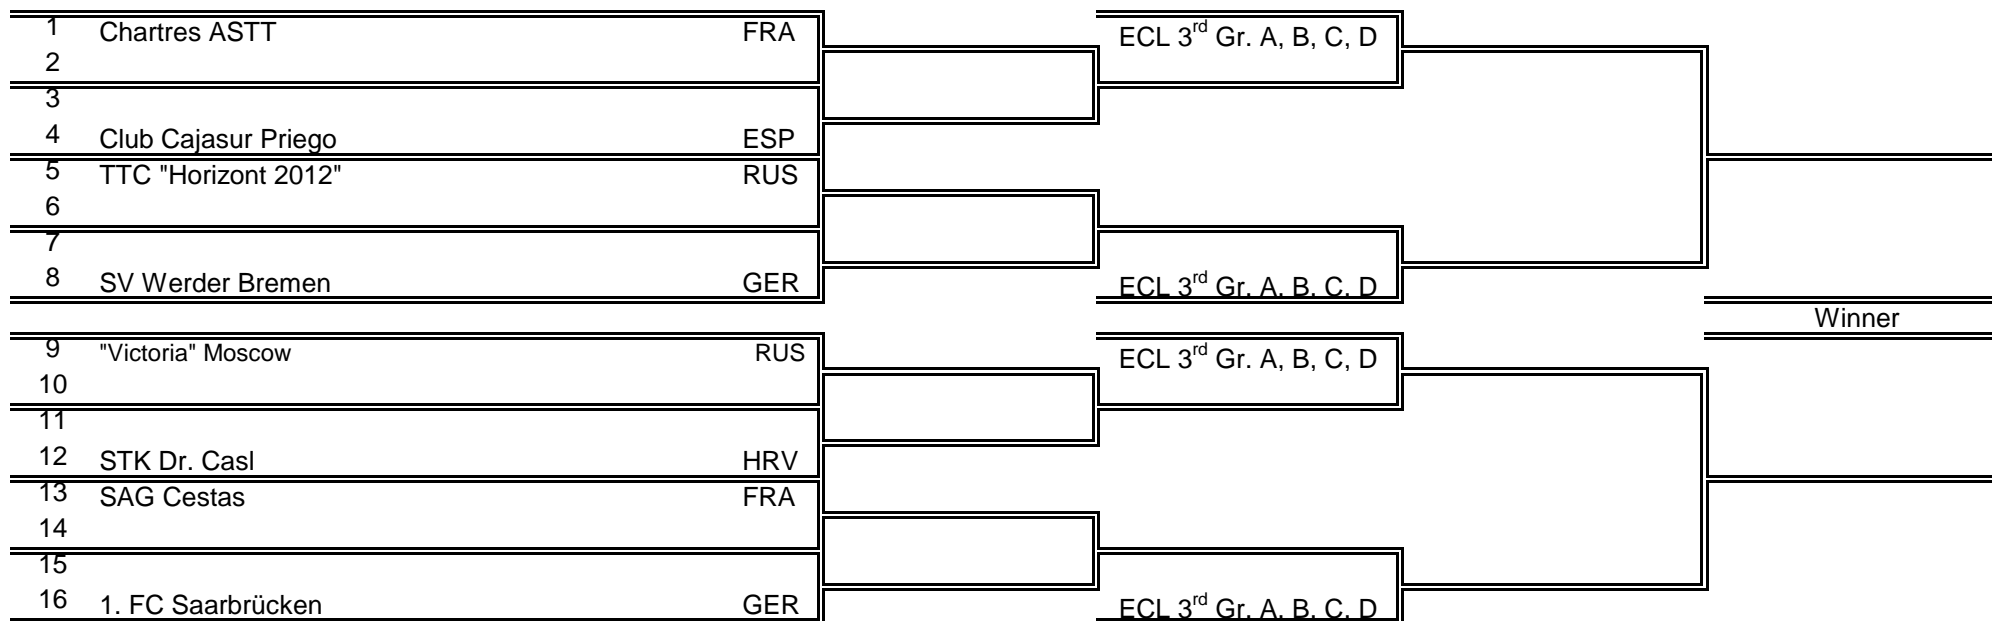 1 Chartres ASTT FRA ECL 3rd Gr. A, B, C, D
2
3
4 Club Cajasur Priego ESP
5 TTC "Horizont 2012" RUS
6
7
8 SV Werder Bremen GER ECL 3rd Gr. A, B, C, D
Winner
9 "Victoria" Moscow RUS ECL 3rd Gr. A, B, C, D
10
11
12 STK Dr. Casl HRV
13 SAG Cestas FRA
14
15
16 1. FC Saarbrücken GER ECL 3rd Gr. A, B, C, D